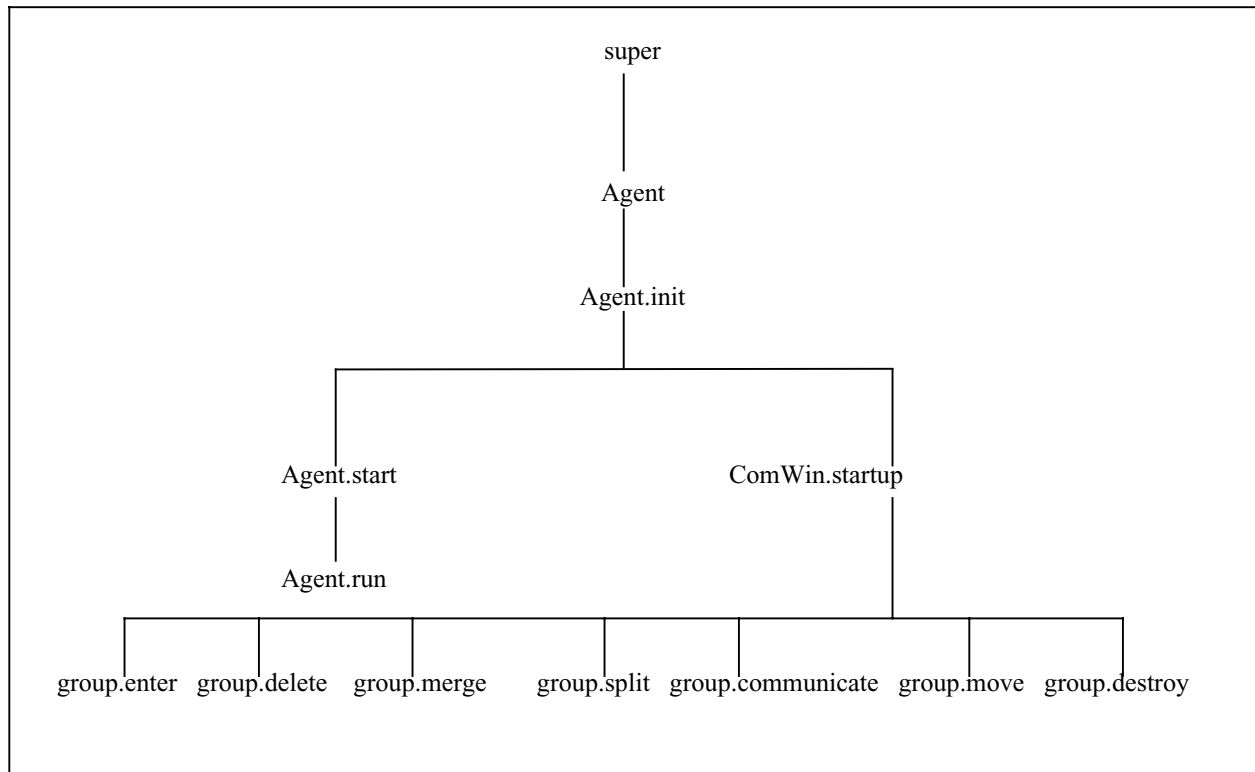 super
Agent
Agent.init
Agent.start ComWin.startup
Agent.run
group.enter group.delete group.merge group.split group.communicate group.move group.destroy